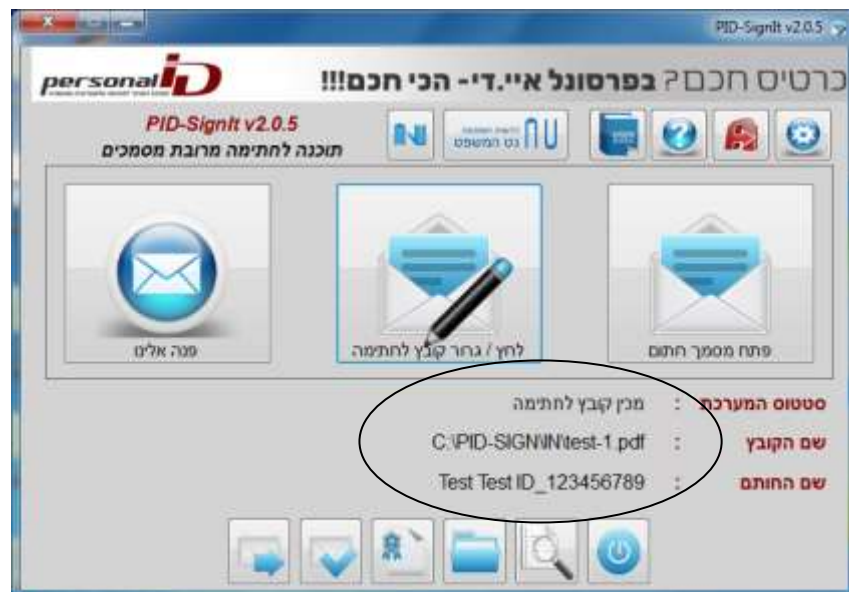 PID-SignIt v2.0.5
כרטיס חכם? בפרסונל איי.די- הכי חכם!!!
personal iD
PID-SignIt v2.0.5
תוכנה לחתימה מרובת מסמכים
נט המשפט
פתח מסמך חתום
לחץ / גרור קובץ לחתימה
פנה אלינו
סטטוס המערכת : מכין קובץ לחתימה
שם הקובץ : C:\PID-SIGN\IN\test-1.pdf
שם החותם : Test Test ID_123456789